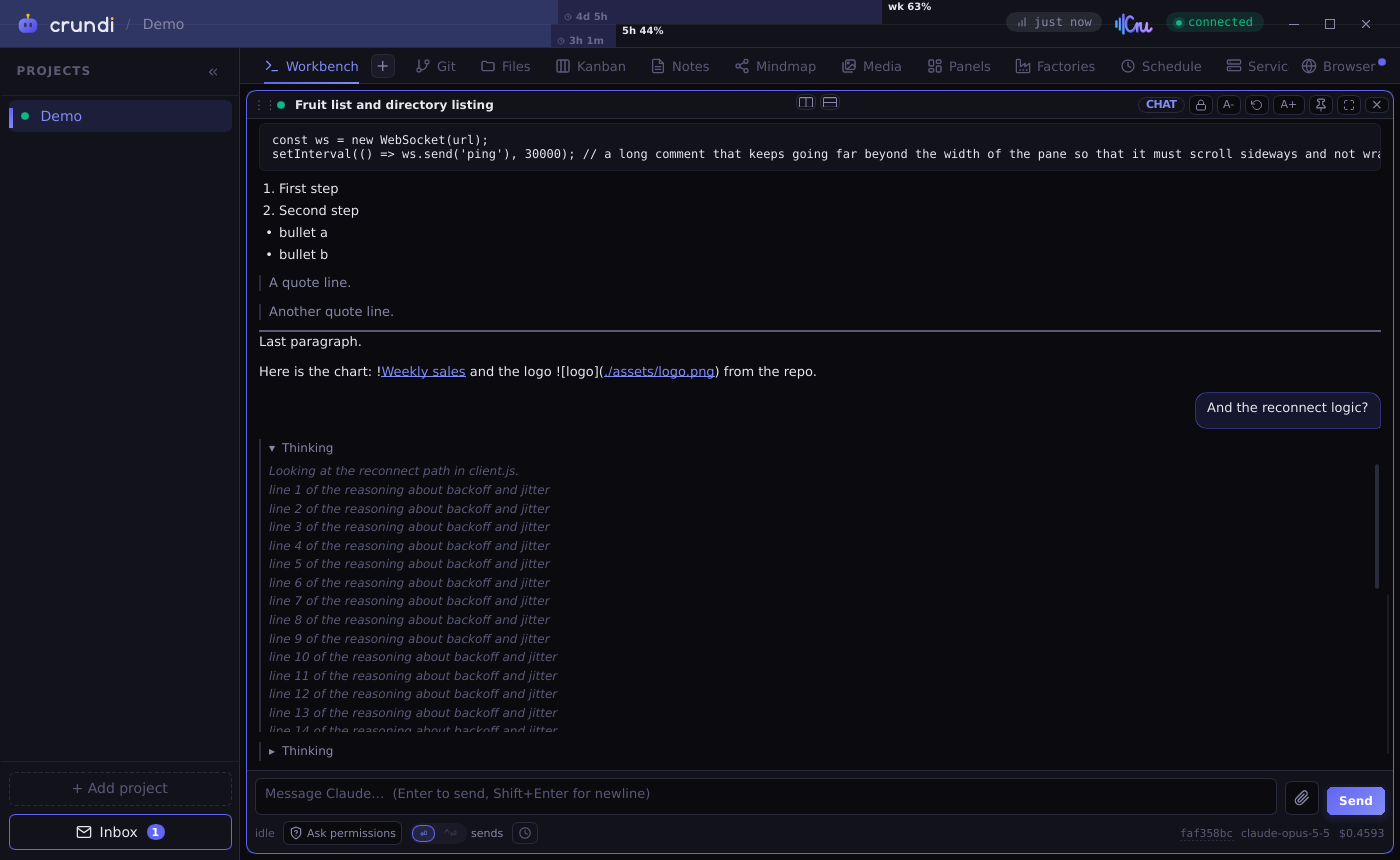 crundi / Demo
4d 5h
wk 63%
3h 1m
5h 44%
just now
Cru
connected
PROJECTS «
Workbench + Git Files Kanban Notes Mindmap Media Panels Factories Schedule Servic Browser
Demo
Fruit list and directory listing
CHAT A- A+
const ws = new WebSocket(url);
setInterval(() => ws.send('ping'), 30000); // a long comment that keeps going far beyond the width of the pane so that it must scroll sideways and not wra
1. First step
2. Second step
• bullet a
• bullet b
A quote line.
Another quote line.
Last paragraph.
Here is the chart: !Weekly sales and the logo ![logo](./assets/logo.png) from the repo.
And the reconnect logic?
▾ Thinking
Looking at the reconnect path in client.js.
line 1 of the reasoning about backoff and jitter
line 2 of the reasoning about backoff and jitter
line 3 of the reasoning about backoff and jitter
line 4 of the reasoning about backoff and jitter
line 5 of the reasoning about backoff and jitter
line 6 of the reasoning about backoff and jitter
line 7 of the reasoning about backoff and jitter
line 8 of the reasoning about backoff and jitter
line 9 of the reasoning about backoff and jitter
line 10 of the reasoning about backoff and jitter
line 11 of the reasoning about backoff and jitter
line 12 of the reasoning about backoff and jitter
line 13 of the reasoning about backoff and jitter
line 14 of the reasoning about backoff and jitter
▸ Thinking
+ Add project
Inbox 1
Message Claude... (Enter to send, Shift+Enter for newline)
Send
idle Ask permissions sends
faf358bc claude-opus-5-5 $0.4593